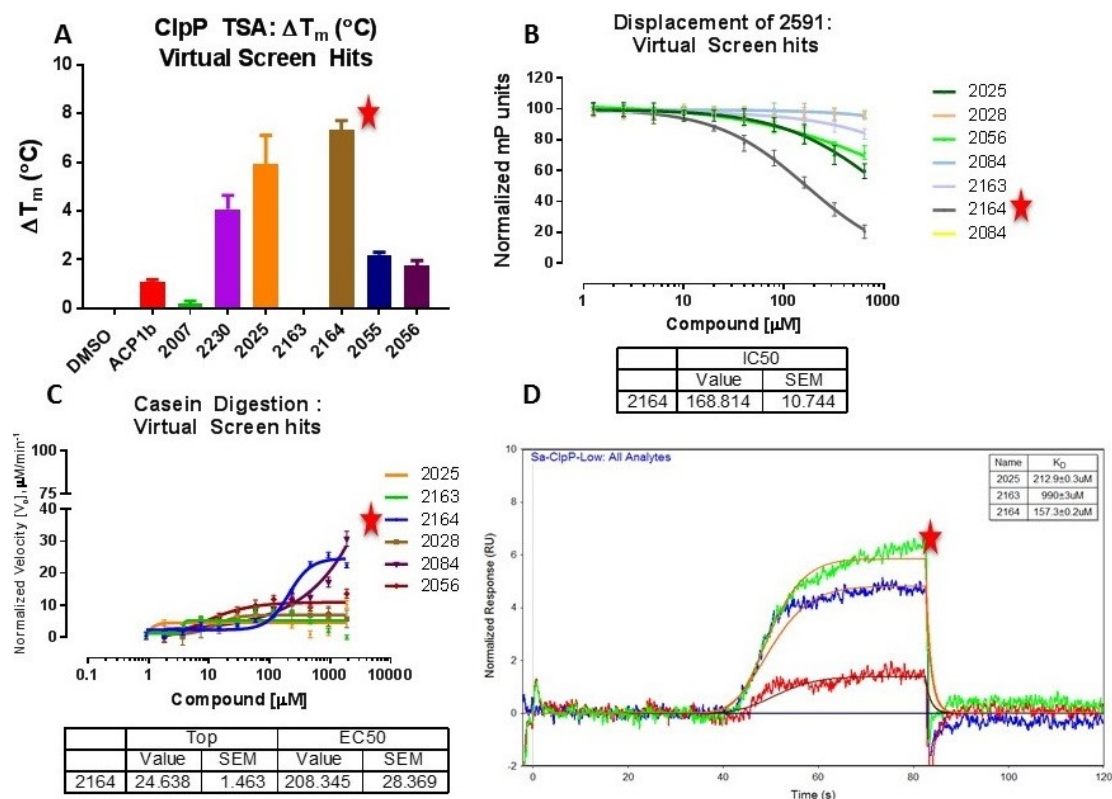 A
ClpP TSA: ΔTm (°C)
Virtual Screen Hits
ΔTm (°C)
10
8
6
4
2
0
DMSO
ACP1b
2007
2230
2025
2163
2164
2055
2056
B
Displacement of 2591:
Virtual Screen hits
Normalized mP units
120
100
80
60
40
20
0
1
10
100
1000
Compound [µM]
2025
2028
2056
2084
2163
2164
2084
IC50
Value SEM
2164 168.814 10.744
C
Casein Digestion :
Virtual Screen hits
Normalized Velocity [V₀], µM/min⁻¹
100
75
40
30
20
10
0
0.1
1
10
100
1000
10000
Compound [µM]
2025
2163
2164
2028
2084
2056
Top EC50
Value SEM Value SEM
2164 24.638 1.463 208.345 28.369
D
Sa-ClpP-Low: All Analytes
Name KD
2025 212.9±0.3uM
2163 990±3uM
2164 157.3±0.2uM
Normalized Response (RU)
10
8
6
4
2
0
-2
0
20
40
60
80
100
120
Time (s)